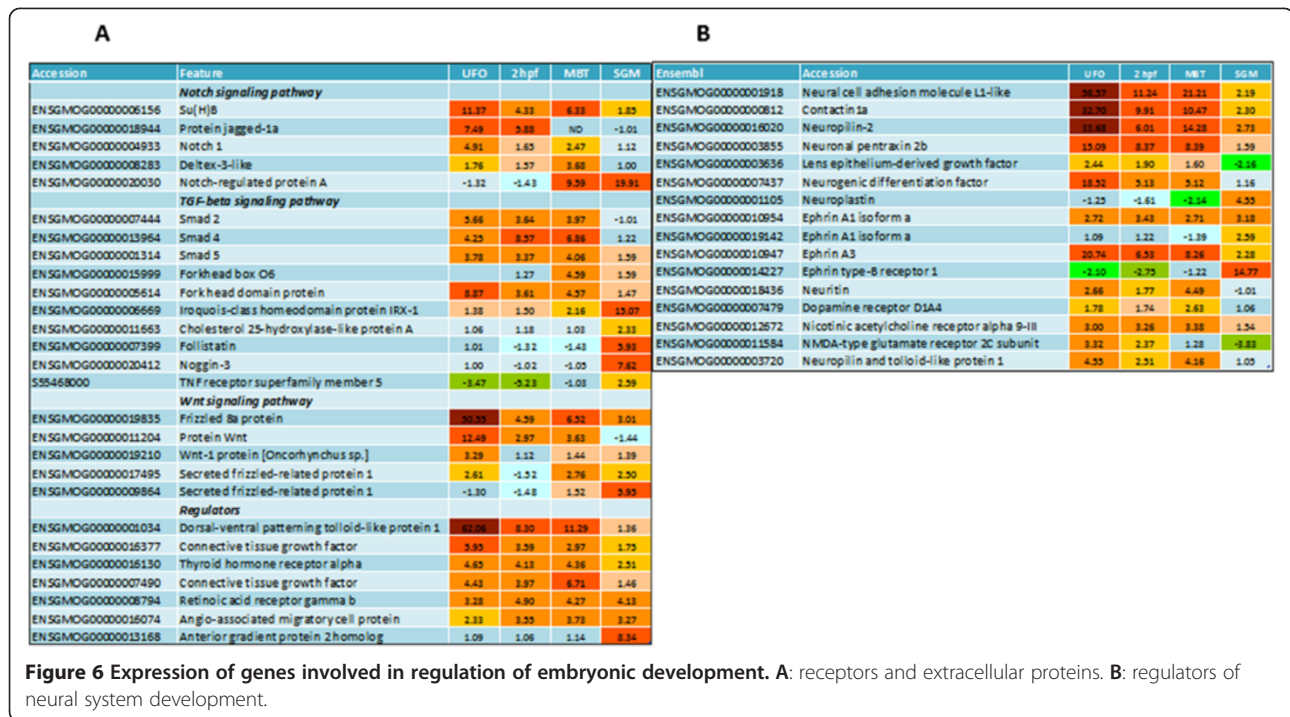 A
B
Accession Feature UFO 2hpf MBT SGM
Notch signaling pathway
ENSGMOG00000006156 Su(H)B 11.37 4.33 6.33 1.85
ENSGMOG00000018944 Protein jagged-1a 7.49 5.88 ND -1.01
ENSGMOG00000004933 Notch 1 4.91 1.65 2.47 1.12
ENSGMOG00000008283 Deltex-3-like 1.76 1.57 3.68 1.00
ENSGMOG00000020030 Notch-regulated protein A -1.32 -1.43 9.59 19.91
TGF-beta signaling pathway
ENSGMOG00000007444 Smad 2 5.66 3.64 3.97 -1.01
ENSGMOG00000013964 Smad 4 4.25 8.57 6.86 1.22
ENSGMOG00000001314 Smad 5 3.78 3.37 4.06 1.59
ENSGMOG00000015999 Forkhead box O6 1.27 4.59 1.59
ENSGMOG00000005614 Forkhead domain protein 8.87 3.61 4.57 1.47
ENSGMOG00000006669 Iroquois-class homeodomain protein IRX-1 1.38 1.50 2.16 15.07
ENSGMOG00000011663 Cholesterol 25-hydroxylase-like protein A 1.06 1.18 1.03 2.33
ENSGMOG00000007399 Follistatin 1.01 -1.32 -1.43 5.93
ENSGMOG00000020412 Noggin-3 1.00 -1.02 -1.05 7.62
S55468000 TNF receptor superfamily member 5 -3.47 -5.23 -1.03 2.59
Wnt signaling pathway
ENSGMOG00000019835 Frizzled 8a protein 50.55 4.59 6.52 3.01
ENSGMOG00000011204 Protein Wnt 12.49 2.97 3.63 -1.44
ENSGMOG00000019210 Wnt-1 protein [Oncorhynchus sp.] 3.29 1.12 1.44 1.39
ENSGMOG00000017495 Secreted frizzled-related protein 1 2.61 -1.52 2.76 2.50
ENSGMOG00000009864 Secreted frizzled-related protein 1 -1.30 -1.48 1.52 5.95
Regulators
ENSGMOG00000001034 Dorsal-ventral patterning tolloid-like protein 1 62.06 8.30 11.29 1.36
ENSGMOG00000016377 Connective tissue growth factor 5.95 3.59 2.97 1.75
ENSGMOG00000016130 Thyroid hormone receptor alpha 4.65 4.13 4.36 2.51
ENSGMOG00000007490 Connective tissue growth factor 4.43 3.97 6.71 1.46
ENSGMOG00000008794 Retinoic acid receptor gamma b 3.28 4.90 4.27 4.13
ENSGMOG00000016074 Angio-associated migratory cell protein 2.33 3.55 3.73 3.27
ENSGMOG00000013168 Anterior gradient protein 2 homolog 1.09 1.06 1.14 8.34
Ensembl Accession UFO 2 hpf MBT SGM
ENSGMOG00000001918 Neural cell adhesion molecule L1-like 58.57 11.24 21.21 2.19
ENSGMOG00000000812 Contactin 1a 32.70 9.91 10.47 2.30
ENSGMOG00000016020 Neuropilin-2 33.68 6.01 14.28 2.73
ENSGMOG00000003855 Neuronal pentraxin 2b 15.09 8.37 8.39 1.59
ENSGMOG00000003636 Lens epithelium-derived growth factor 2.44 1.90 1.60 -2.16
ENSGMOG00000007437 Neurogenic differentiation factor 18.52 5.13 5.12 1.16
ENSGMOG00000001105 Neuroplastin -1.25 -1.61 -2.14 4.55
ENSGMOG00000010954 Ephrin A1 isoform a 2.72 3.43 2.71 3.18
ENSGMOG00000019142 Ephrin A1 isoform a 1.09 1.22 -1.39 2.59
ENSGMOG00000010947 Ephrin A3 20.74 6.53 8.26 2.28
ENSGMOG00000014227 Ephrin type-B receptor 1 -2.10 -2.75 -1.22 14.77
ENSGMOG00000018436 Neuritin 2.66 1.77 4.49 -1.01
ENSGMOG00000007479 Dopamine receptor D1A4 1.78 1.74 2.63 1.06
ENSGMOG00000012672 Nicotinic acetylcholine receptor alpha 9-III 3.00 3.26 3.38 1.54
ENSGMOG00000011584 NMDA-type glutamate receptor 2C subunit 3.32 2.37 1.28 -3.83
ENSGMOG00000003720 Neuropilin and tolloid-like protein 1 4.55 2.51 4.16 1.05
Figure 6 Expression of genes involved in regulation of embryonic development. A: receptors and extracellular proteins. B: regulators of
neural system development.